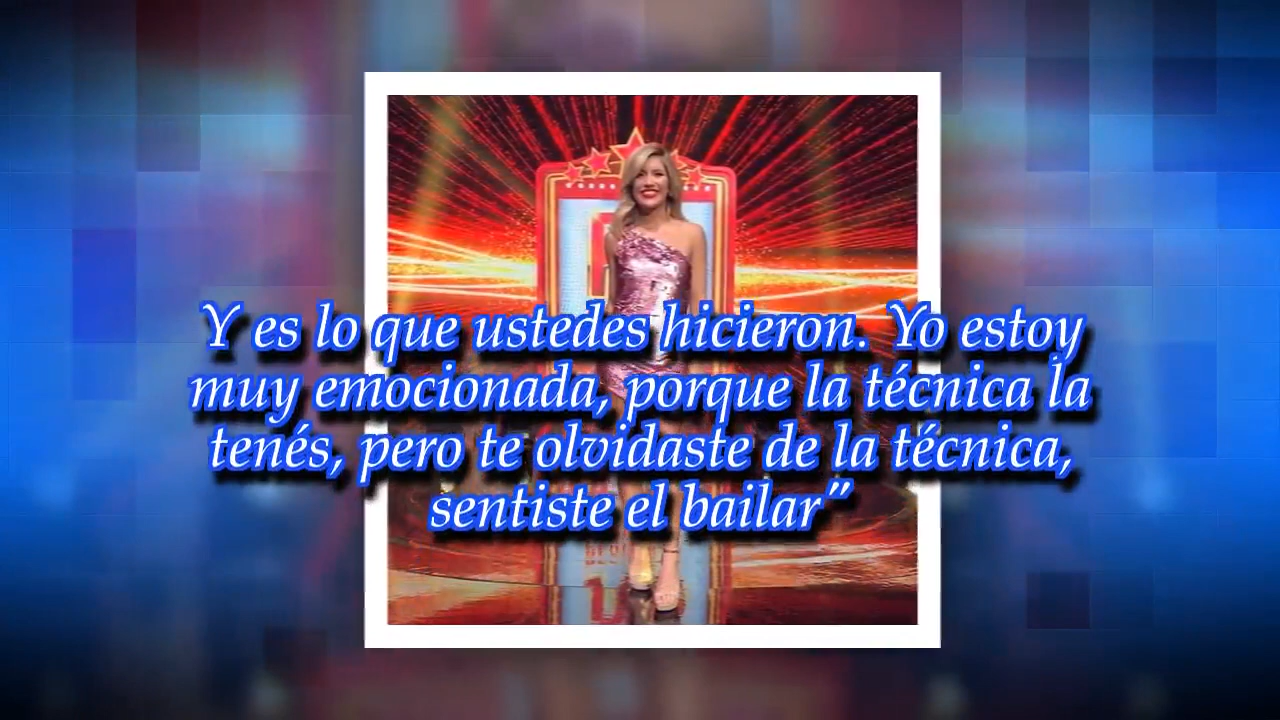 Y es lo que ustedes hicieron. Yo estoy
muy emocionada, porque la técnica la
tenés, pero te olvidaste de la técnica,
sentiste el bailar”